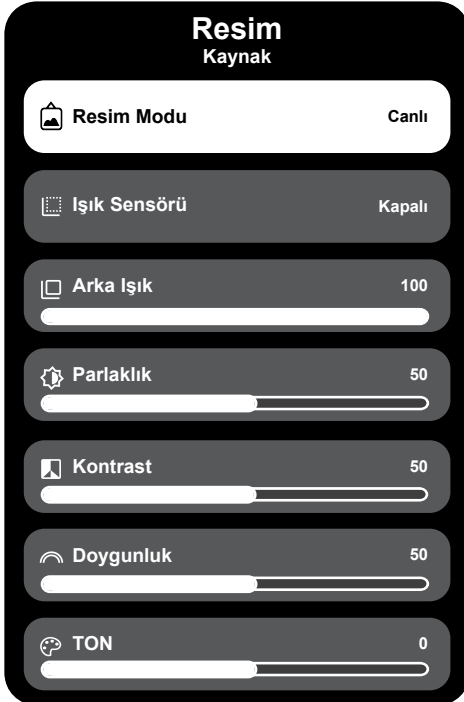 Resim
Kaynak
Resim Modu Canlı
Işık Sensörü Kapalı
Arka Işık 100
Parlaklık 50
Kontrast 50
Doygunluk 50
TON 0